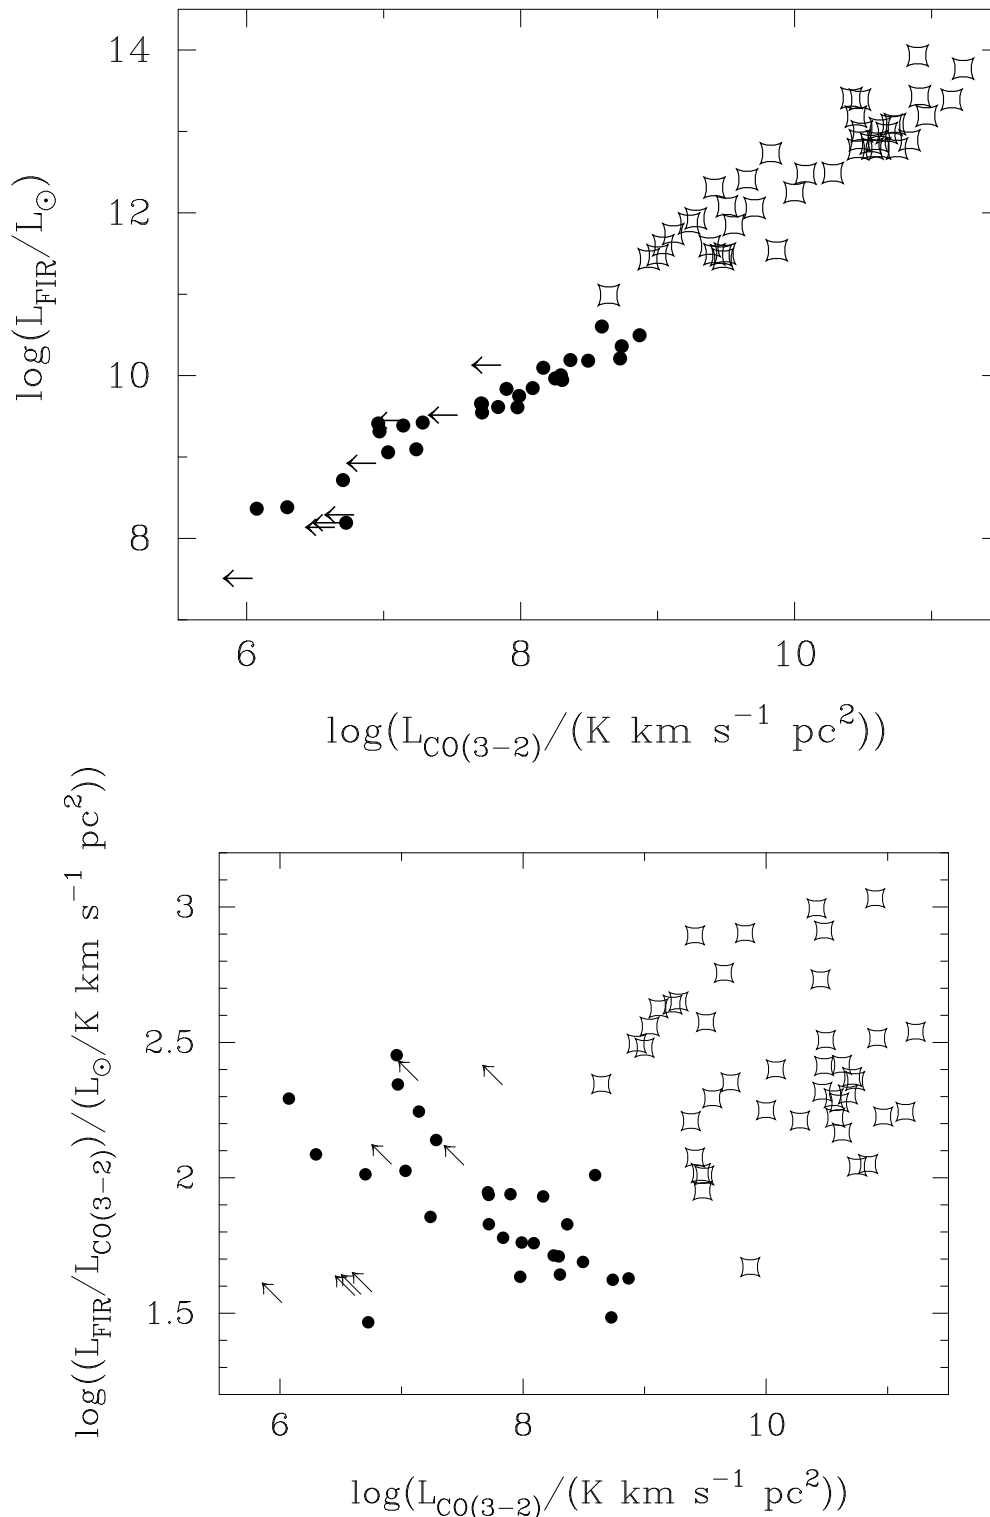 14
12
10
8
log(L_FIR/L_⊙)
6 8 10
log(L_CO(3−2)/(K km s^−1 pc^2))
3
2.5
2
1.5
log((L_FIR/L_CO(3−2))/(L_⊙/K km s^−1 pc^2))
6 8 10
log(L_CO(3−2)/(K km s^−1 pc^2))